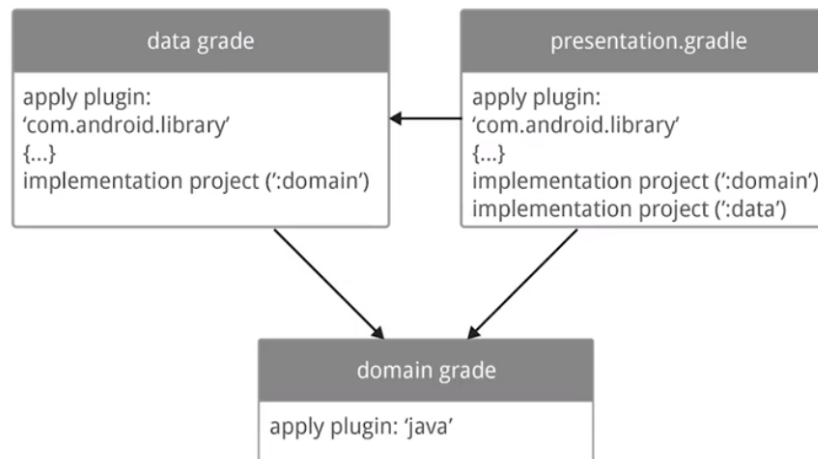 data grade
apply plugin:
‘com.android.library’
{...}
implementation project (’:domain’)
presentation.gradle
apply plugin:
‘com.android.library’
{...}
implementation project (’:domain’)
implementation project (’:data’)
domain grade
apply plugin: ‘java’